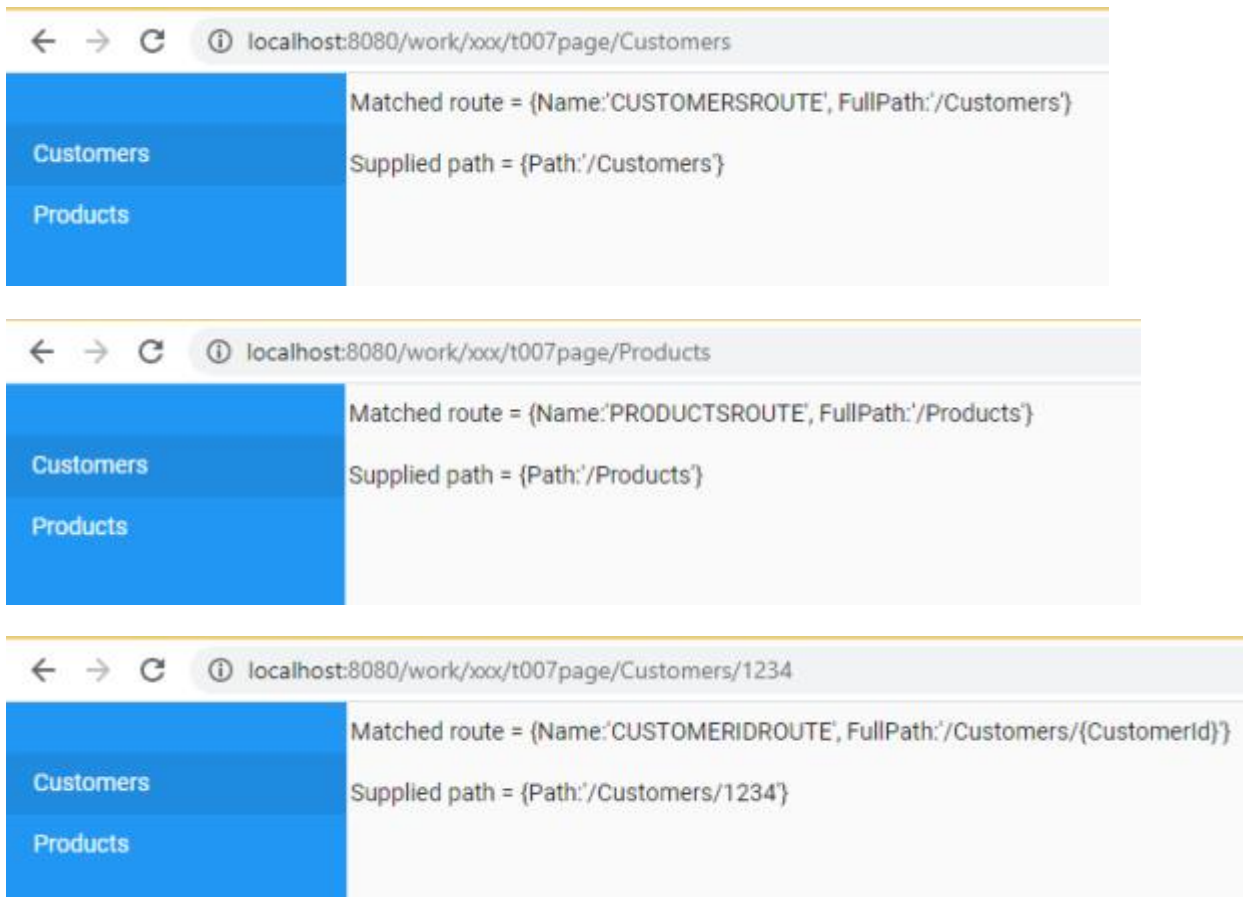 localhost:8080/work/xxx/t007page/Customers
Matched route = {Name:'CUSTOMERSROUTE', FullPath:'/Customers'}
Customers
Supplied path = {Path:'/Customers'}
Products
localhost:8080/work/xxx/t007page/Products
Matched route = {Name:'PRODUCTSROUTE', FullPath:'/Products'}
Customers
Supplied path = {Path:'/Products'}
Products
localhost:8080/work/xxx/t007page/Customers/1234
Matched route = {Name:'CUSTOMERIDROUTE', FullPath:'/Customers/{CustomerId}'}
Customers
Supplied path = {Path:'/Customers/1234'}
Products